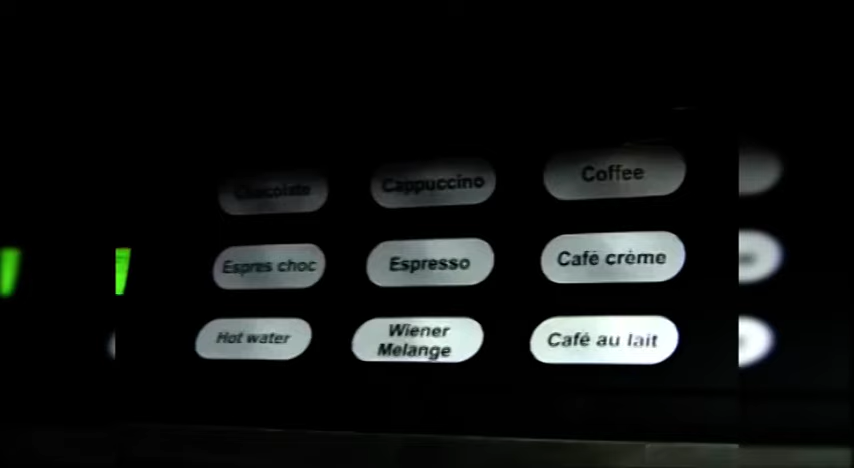 Chocolate
Cappuccino
Coffee
Espres choc
Espresso
Café crème
Hot water
Wiener
Melange
Café au lait